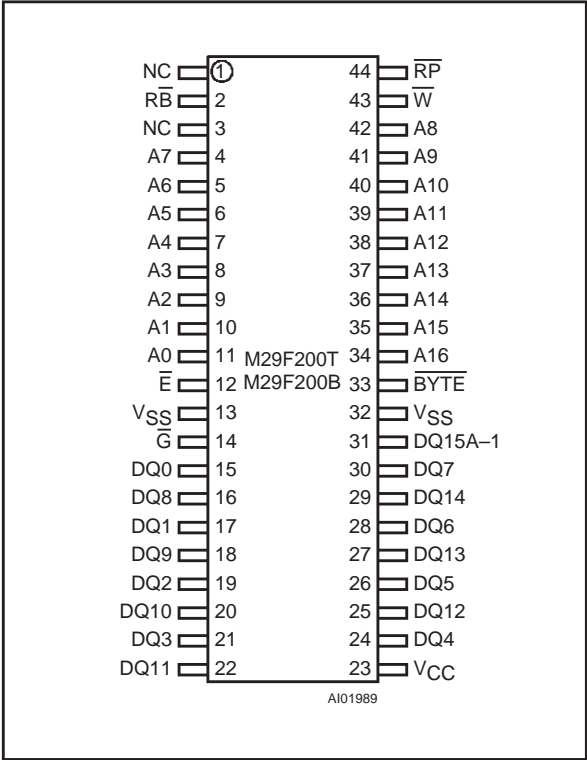 NC 1 44 R̅P̅
RB̅ 2 43 W̅
NC 3 42 A8
A7 4 41 A9
A6 5 40 A10
A5 6 39 A11
A4 7 38 A12
A3 8 37 A13
A2 9 36 A14
A1 10 35 A15
A0 11 M29F200T 34 A16
E̅ 12 M29F200B 33 B̅Y̅T̅E̅
VSS 13 32 VSS
G̅ 14 31 DQ15A–1
DQ0 15 30 DQ7
DQ8 16 29 DQ14
DQ1 17 28 DQ6
DQ9 18 27 DQ13
DQ2 19 26 DQ5
DQ10 20 25 DQ12
DQ3 21 24 DQ4
DQ11 22 23 VCC
AI01989